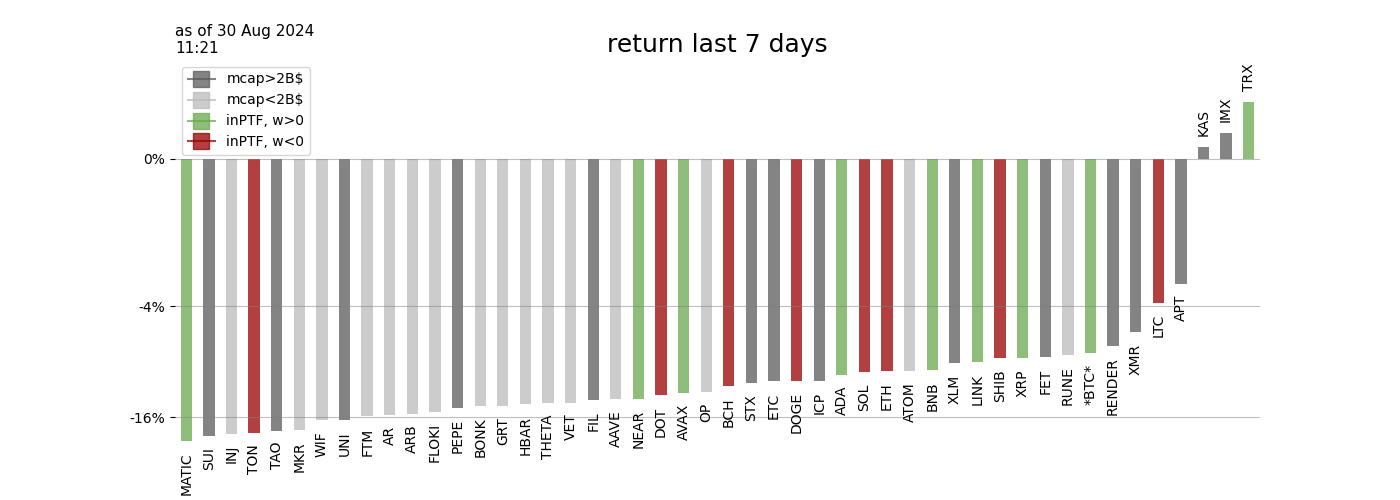 as of 30 Aug 2024
11:21
return last 7 days
mcap>2B$
mcap<2B$
inPTF, w>0
inPTF, w<0
0%
-4%
-16%
MATIC
SUI
INJ
TON
TAO
MKR
WIF
UNI
FTM
AR
ARB
FLOKI
PEPE
BONK
GRT
HBAR
THETA
VET
FIL
AAVE
NEAR
DOT
AVAX
OP
BCH
STX
ETC
DOGE
ICP
ADA
SOL
ETH
ATOM
BNB
XLM
LINK
SHIB
XRP
FET
RUNE
*BTC*
RENDER
XMR
LTC
APT
KAS
IMX
TRX